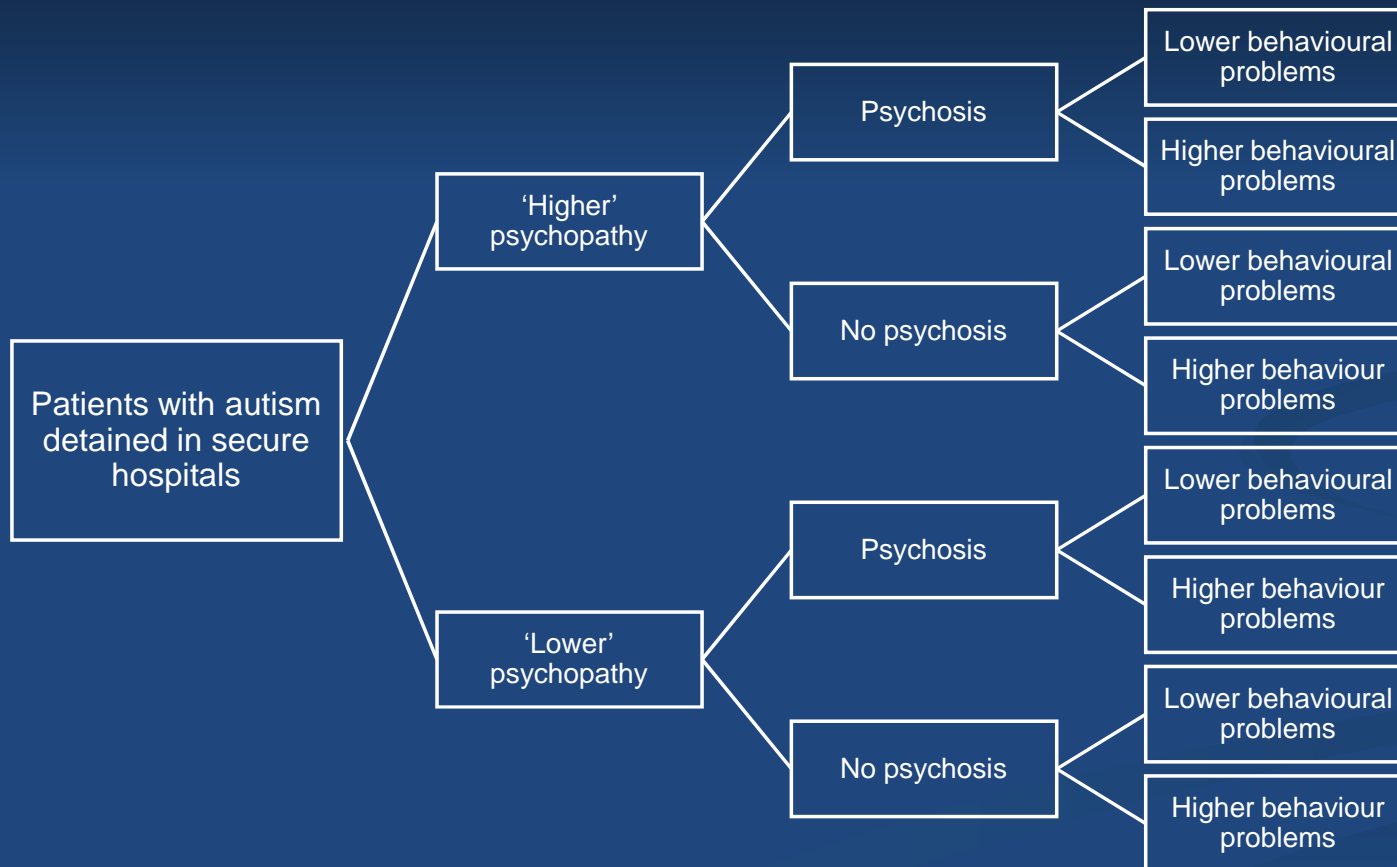 Patients with autism
detained in secure
hospitals
‘Higher’
psychopathy
Psychosis
Lower behavioural
problems
Higher behavioural
problems
No psychosis
Lower behavioural
problems
Higher behaviour
problems
‘Lower’
psychopathy
Psychosis
Lower behavioural
problems
Higher behaviour
problems
No psychosis
Lower behavioural
problems
Higher behaviour
problems